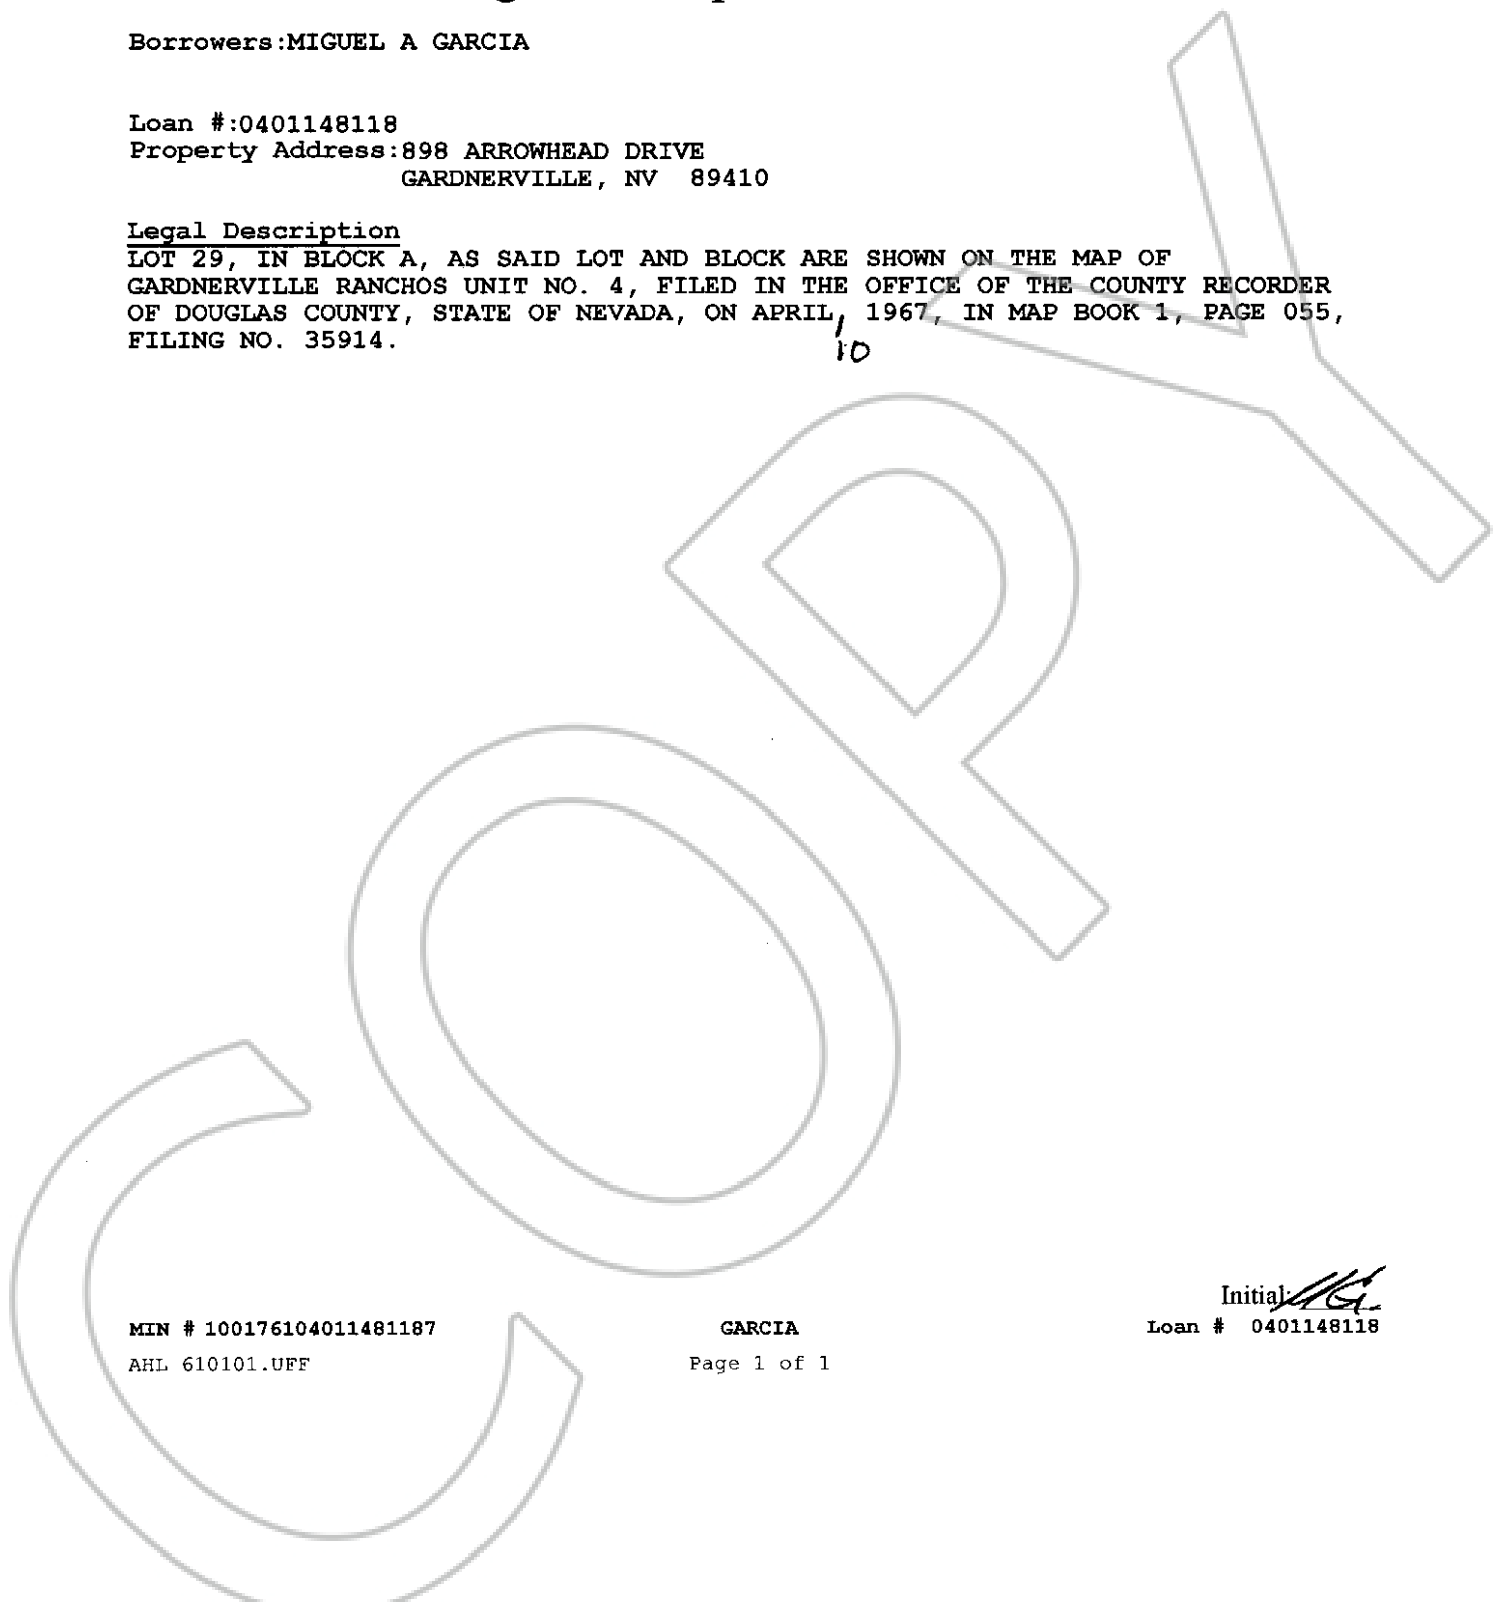 Borrowers:MIGUEL A GARCIA
Loan #:0401148118
Property Address:898 ARROWHEAD DRIVE
GARDNERVILLE, NV 89410
Legal Description
LOT 29, IN BLOCK A, AS SAID LOT AND BLOCK ARE SHOWN ON THE MAP OF
GARDNERVILLE RANCHOS UNIT NO. 4, FILED IN THE OFFICE OF THE COUNTY RECORDER
OF DOUGLAS COUNTY, STATE OF NEVADA, ON APRIL, 1967, IN MAP BOOK 1, PAGE 055,
FILING NO. 35914.
10
COPY
Initial:
MIN # 100176104011481187 GARCIA Loan # 0401148118
AHL 610101.UFF Page 1 of 1